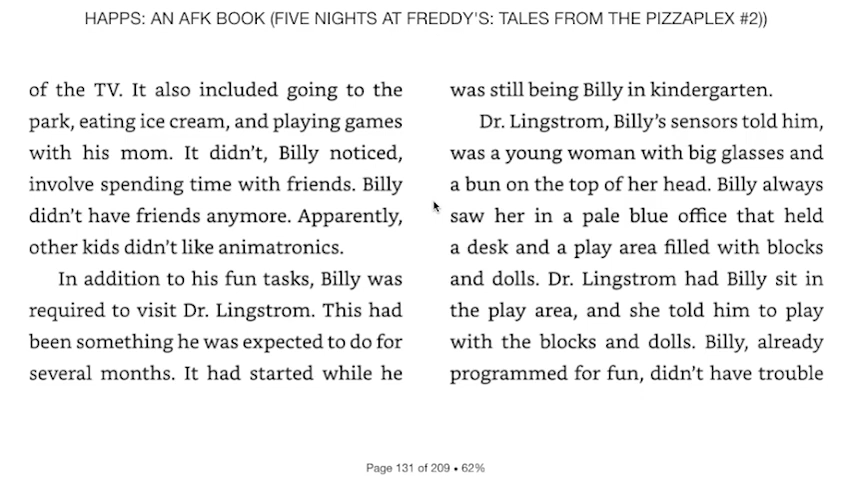 HAPPS: AN AFK BOOK (FIVE NIGHTS AT FREDDY'S: TALES FROM THE PIZZAPLEX #2))
of the TV. It also included going to the
park, eating ice cream, and playing games
with his mom. It didn’t, Billy noticed,
involve spending time with friends. Billy
didn’t have friends anymore. Apparently,
other kids didn’t like animatronics.
In addition to his fun tasks, Billy was
required to visit Dr. Lingstrom. This had
been something he was expected to do for
several months. It had started while he
was still being Billy in kindergarten.
Dr. Lingstrom, Billy’s sensors told him,
was a young woman with big glasses and
a bun on the top of her head. Billy always
saw her in a pale blue office that held
a desk and a play area filled with blocks
and dolls. Dr. Lingstrom had Billy sit in
the play area, and she told him to play
with the blocks and dolls. Billy, already
programmed for fun, didn’t have trouble
Page 131 of 209 • 62%